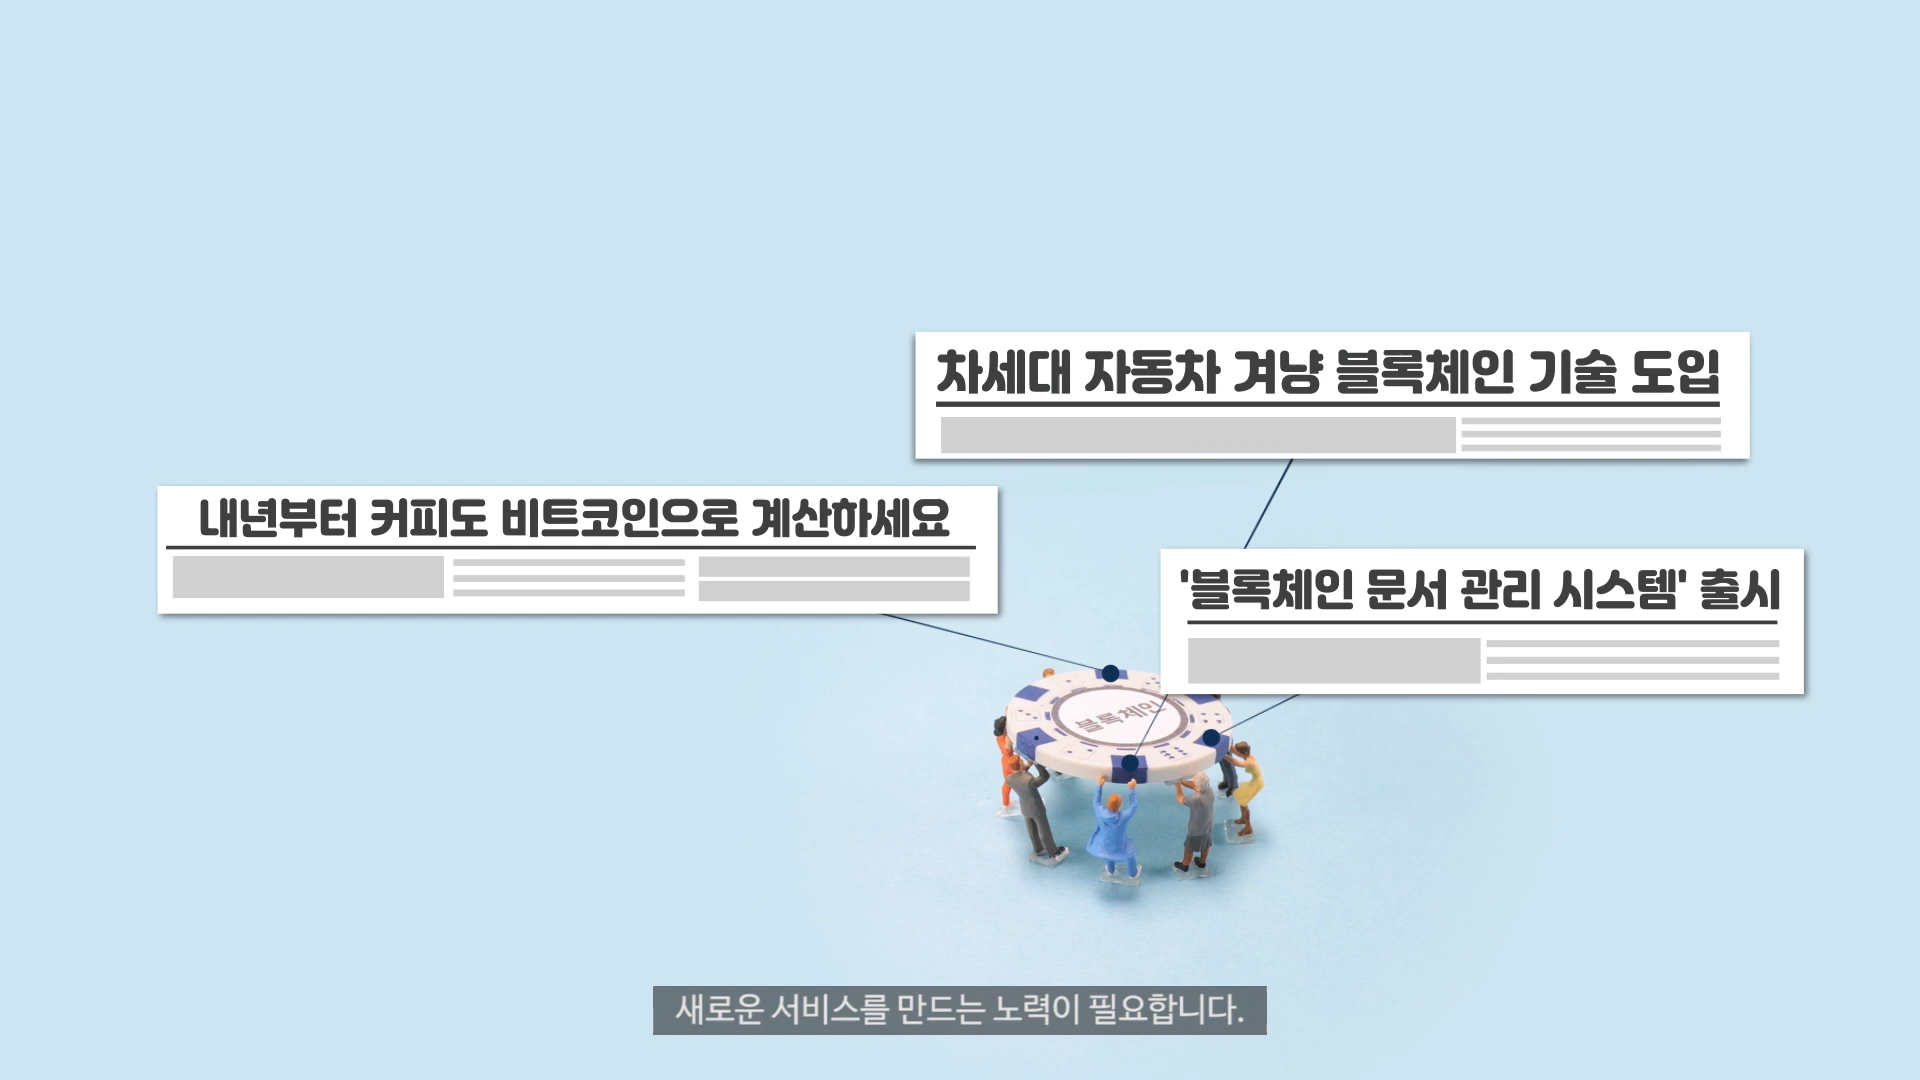 차세대 자동차 겨냥 블록체인 기술 도입
내년부터 커피도 비트코인으로 계산하세요
'블록체인 문서 관리 시스템' 출시
블록체인
새로운 서비스를 만드는 노력이 필요합니다.